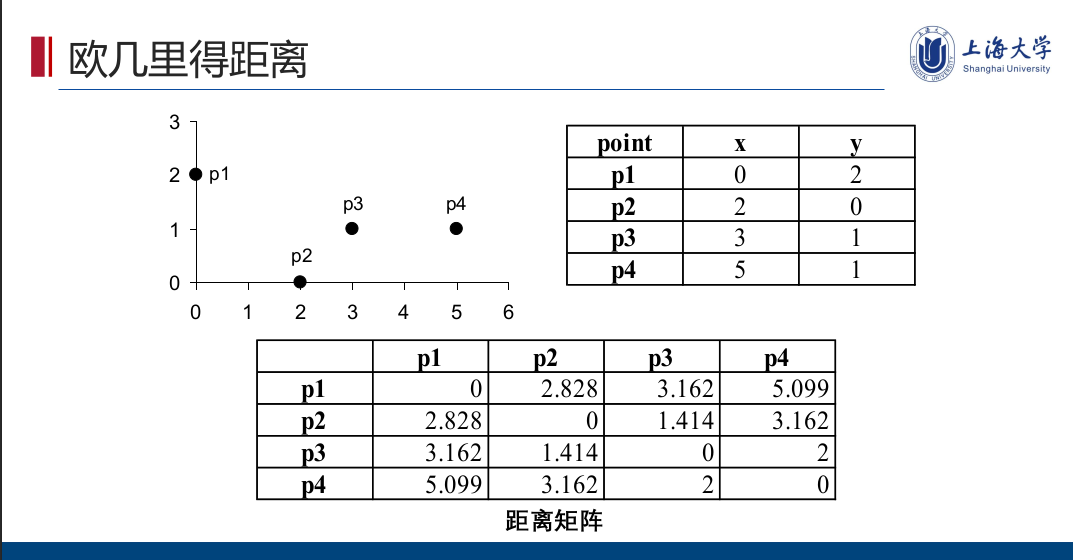 欧几里得距离
上海大学
Shanghai University
3
2
1
0
p1
p3
p4
p2
0 1 2 3 4 5 6
point x y
p1 0 2
p2 2 0
p3 3 1
p4 5 1
p1 p2 p3 p4
p1 0 2.828 3.162 5.099
p2 2.828 0 1.414 3.162
p3 3.162 1.414 0 2
p4 5.099 3.162 2 0
距离矩阵